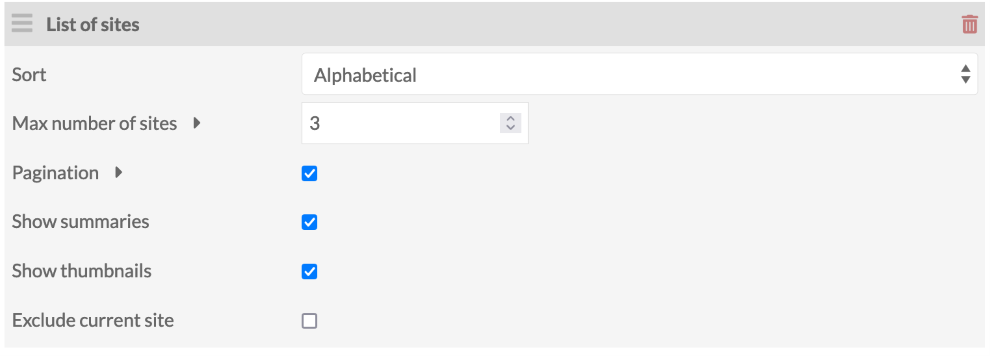 List of sites
Sort
Alphabetical
Max number of sites
3
Pagination
Show summaries
Show thumbnails
Exclude current site